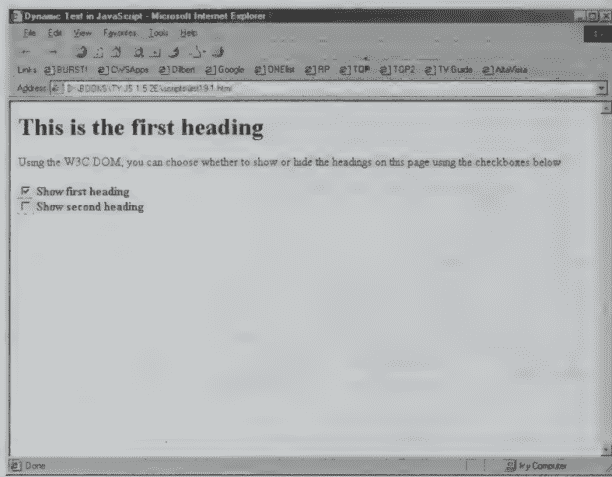 Dynamic Text in JavaScript - Microsoft Internet Explorer
File Edit View Favorites Tools Help
Links BURST! CWSApps Dilbert Google ONElist RP TOP TGP2 TV Guide AltaVista
Address
This is the first heading
Using the W3C DOM, you can choose whether to show or hide the headings on this page using the checkboxes below
Show first heading
Show second heading
Done My Computer